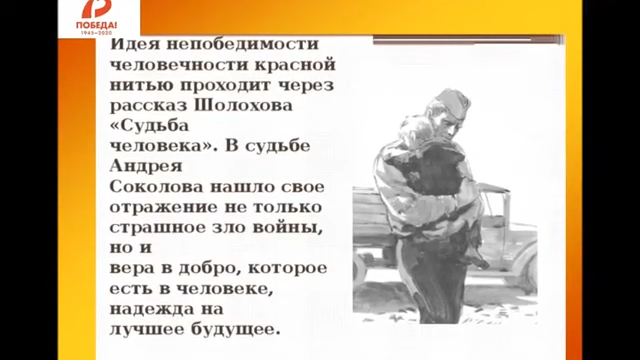 ПОБЕДА!
1945–2020
Идея непобедимости
человечности красной
нитью проходит через
рассказ Шолохова
«Судьба
человека». В судьбе
Андрея
Соколова нашло свое
отражение не только
страшное зло войны,
но и
вера в добро, которое
есть в человеке,
надежда на
лучшее будущее.